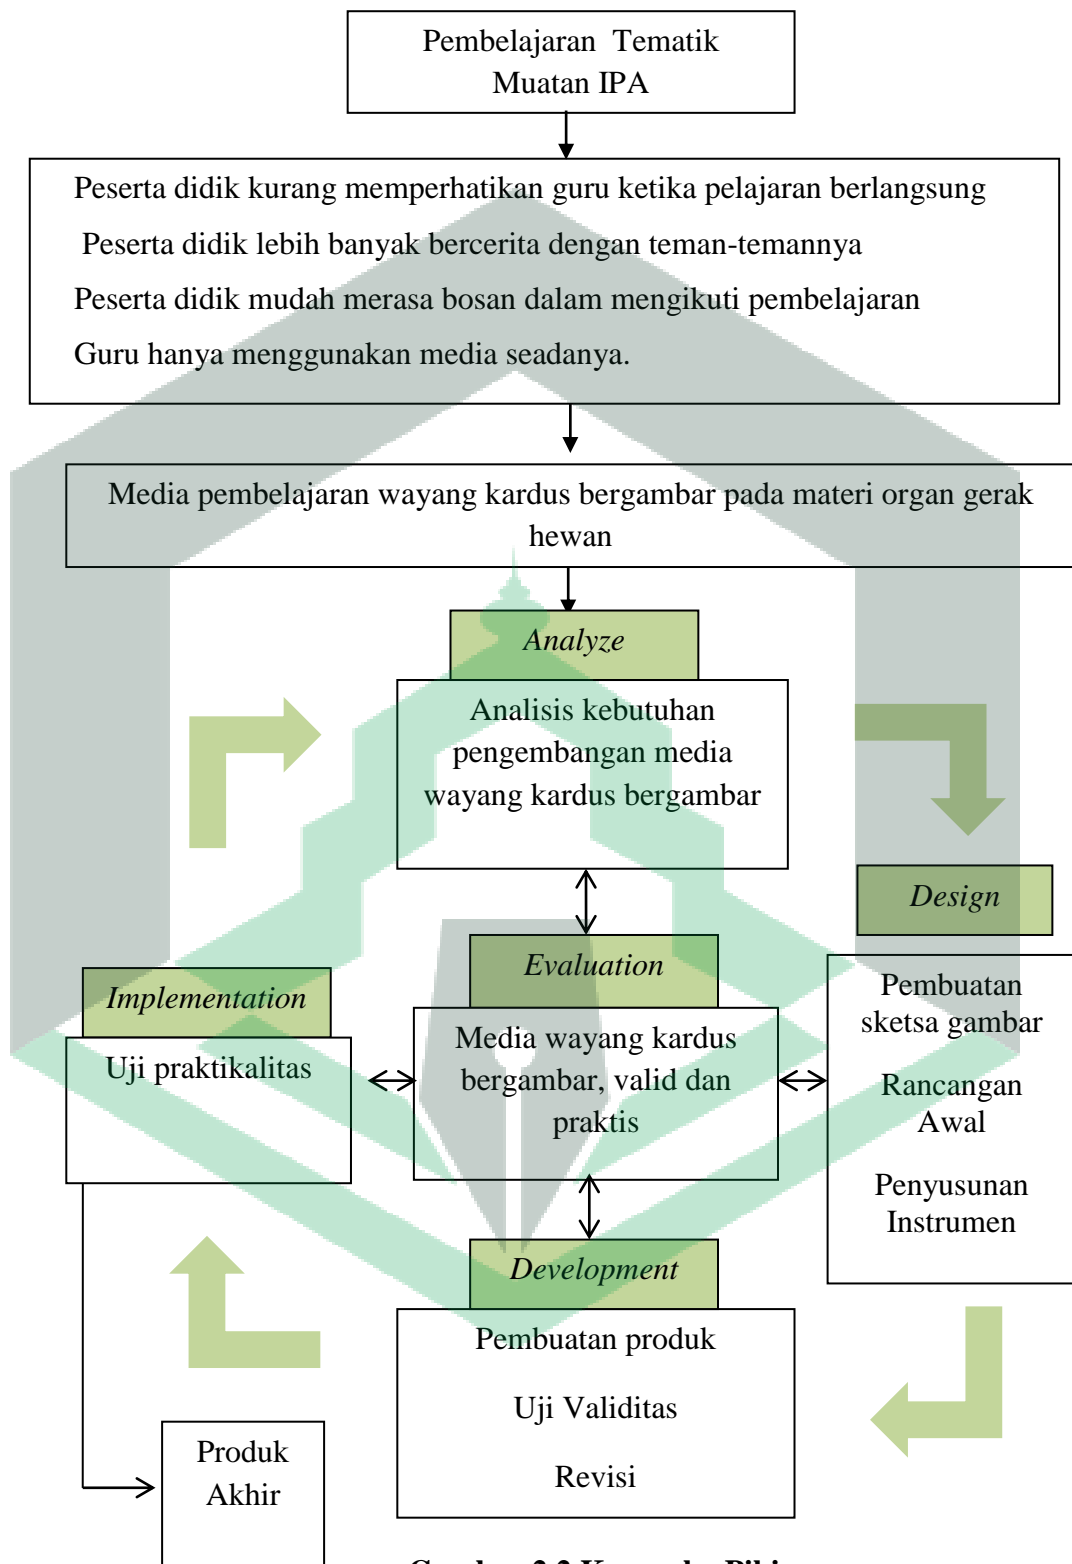 Pembelajaran Tematik
Muatan IPA
Peserta didik kurang memperhatikan guru ketika pelajaran berlangsung
Peserta didik lebih banyak bercerita dengan teman-temannya
Peserta didik mudah merasa bosan dalam mengikuti pembelajaran
Guru hanya menggunakan media seadanya.
Media pembelajaran wayang kardus bergambar pada materi organ gerak
hewan
Analyze
Analisis kebutuhan
pengembangan media
wayang kardus bergambar
Design
Pembuatan
sketsa gambar
Rancangan
Awal
Penyusunan
Instrumen
Evaluation
Media wayang kardus
bergambar, valid dan
praktis
Implementation
Uji praktikalitas
Development
Pembuatan produk
Uji Validitas
Revisi
Produk
Akhir